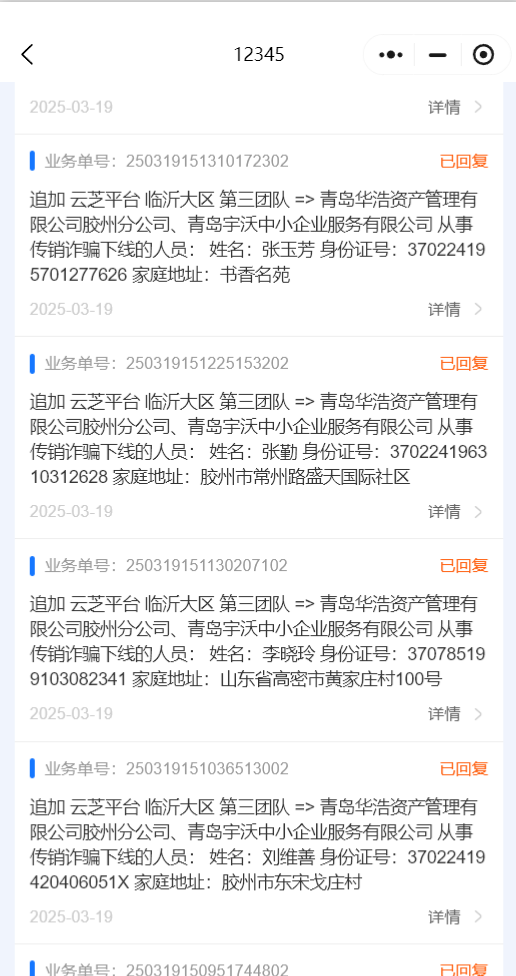 12345
2025-03-19 详情
业务单号：250319151310172302 已回复
追加 云芝平台 临沂大区 第三团队 => 青岛华浩资产管理有
限公司胶州分公司、青岛宇沃中小企业服务有限公司 从事
传销诈骗下线的人员： 姓名：张玉芳 身份证号：37022419
5701277626 家庭地址：书香名苑
2025-03-19 详情
业务单号：250319151225153202 已回复
追加 云芝平台 临沂大区 第三团队 => 青岛华浩资产管理有
限公司胶州分公司、青岛宇沃中小企业服务有限公司 从事
传销诈骗下线的人员： 姓名：张勤 身份证号：3702241963
10312628 家庭地址：胶州市常州路盛天国际社区
2025-03-19 详情
业务单号：250319151130207102 已回复
追加 云芝平台 临沂大区 第三团队 => 青岛华浩资产管理有
限公司胶州分公司、青岛宇沃中小企业服务有限公司 从事
传销诈骗下线的人员： 姓名：李晓玲 身份证号：37078519
9103082341 家庭地址：山东省高密市黄家庄村100号
2025-03-19 详情
业务单号：250319151036513002 已回复
追加 云芝平台 临沂大区 第三团队 => 青岛华浩资产管理有
限公司胶州分公司、青岛宇沃中小企业服务有限公司 从事
传销诈骗下线的人员： 姓名：刘维善 身份证号：37022419
420406051X 家庭地址：胶州市东宋戈庄村
2025-03-19 详情
业务单号：250319150951744802 已回复